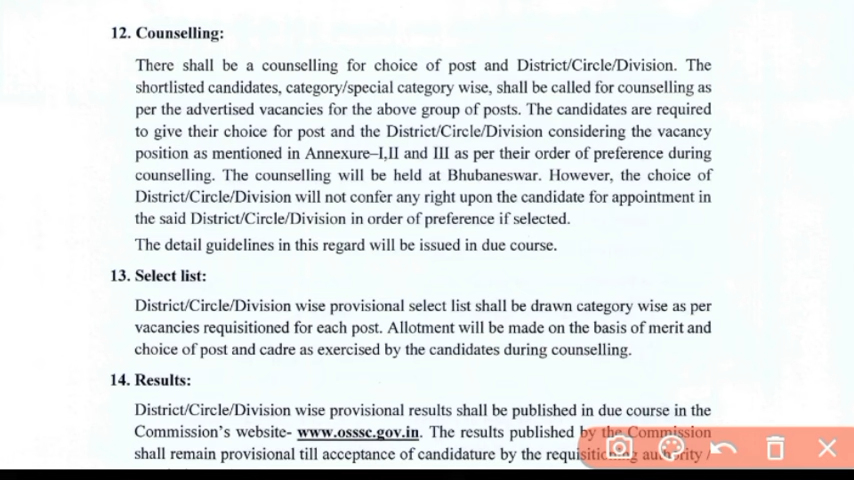 12. Counselling:
There shall be a counselling for choice of post and District/Circle/Division. The
shortlisted candidates, category/special category wise, shall be called for counselling as
per the advertised vacancies for the above group of posts. The candidates are required
to give their choice for post and the District/Circle/Division considering the vacancy
position as mentioned in Annexure–I,II and III as per their order of preference during
counselling. The counselling will be held at Bhubaneswar. However, the choice of
District/Circle/Division will not confer any right upon the candidate for appointment in
the said District/Circle/Division in order of preference if selected.
The detail guidelines in this regard will be issued in due course.
13. Select list:
District/Circle/Division wise provisional select list shall be drawn category wise as per
vacancies requisitioned for each post. Allotment will be made on the basis of merit and
choice of post and cadre as exercised by the candidates during counselling.
14. Results:
District/Circle/Division wise provisional results shall be published in due course in the
Commission's website- www.osssc.gov.in. The results published by the Commission
shall remain provisional till acceptance of candidature by the requisitioning authority /